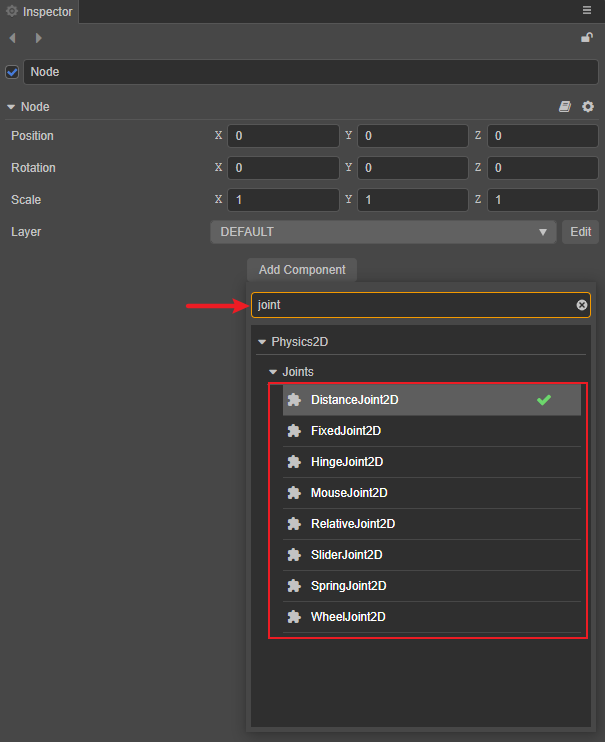 Inspector
Node
Node
Position X 0 Y 0 Z 0
Rotation X 0 Y 0 Z 0
Scale X 1 Y 1 Z 1
Layer DEFAULT Edit
Add Component
joint
Physics2D
Joints
DistanceJoint2D
FixedJoint2D
HingeJoint2D
MouseJoint2D
RelativeJoint2D
SliderJoint2D
SpringJoint2D
WheelJoint2D